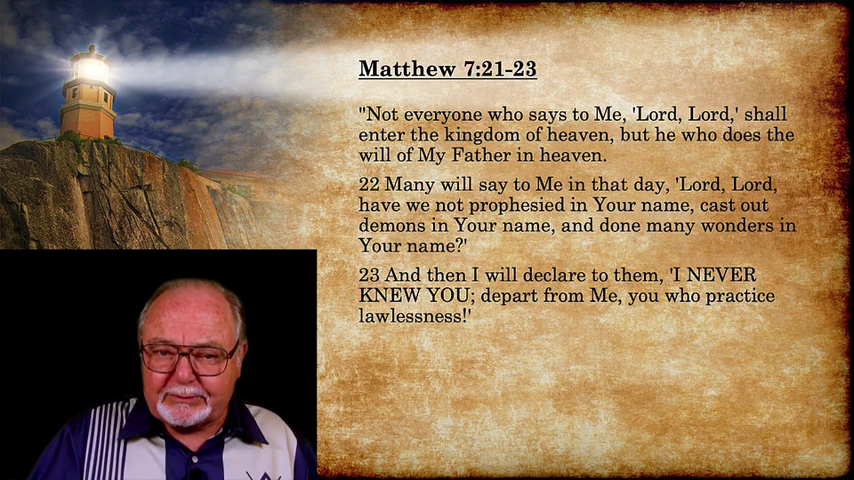 Matthew 7:21-23
"Not everyone who says to Me, 'Lord, Lord,' shall
enter the kingdom of heaven, but he who does the
will of My Father in heaven.
22 Many will say to Me in that day, 'Lord, Lord,
have we not prophesied in Your name, cast out
demons in Your name, and done many wonders in
Your name?'
23 And then I will declare to them, 'I NEVER
KNEW YOU; depart from Me, you who practice
lawlessness!'